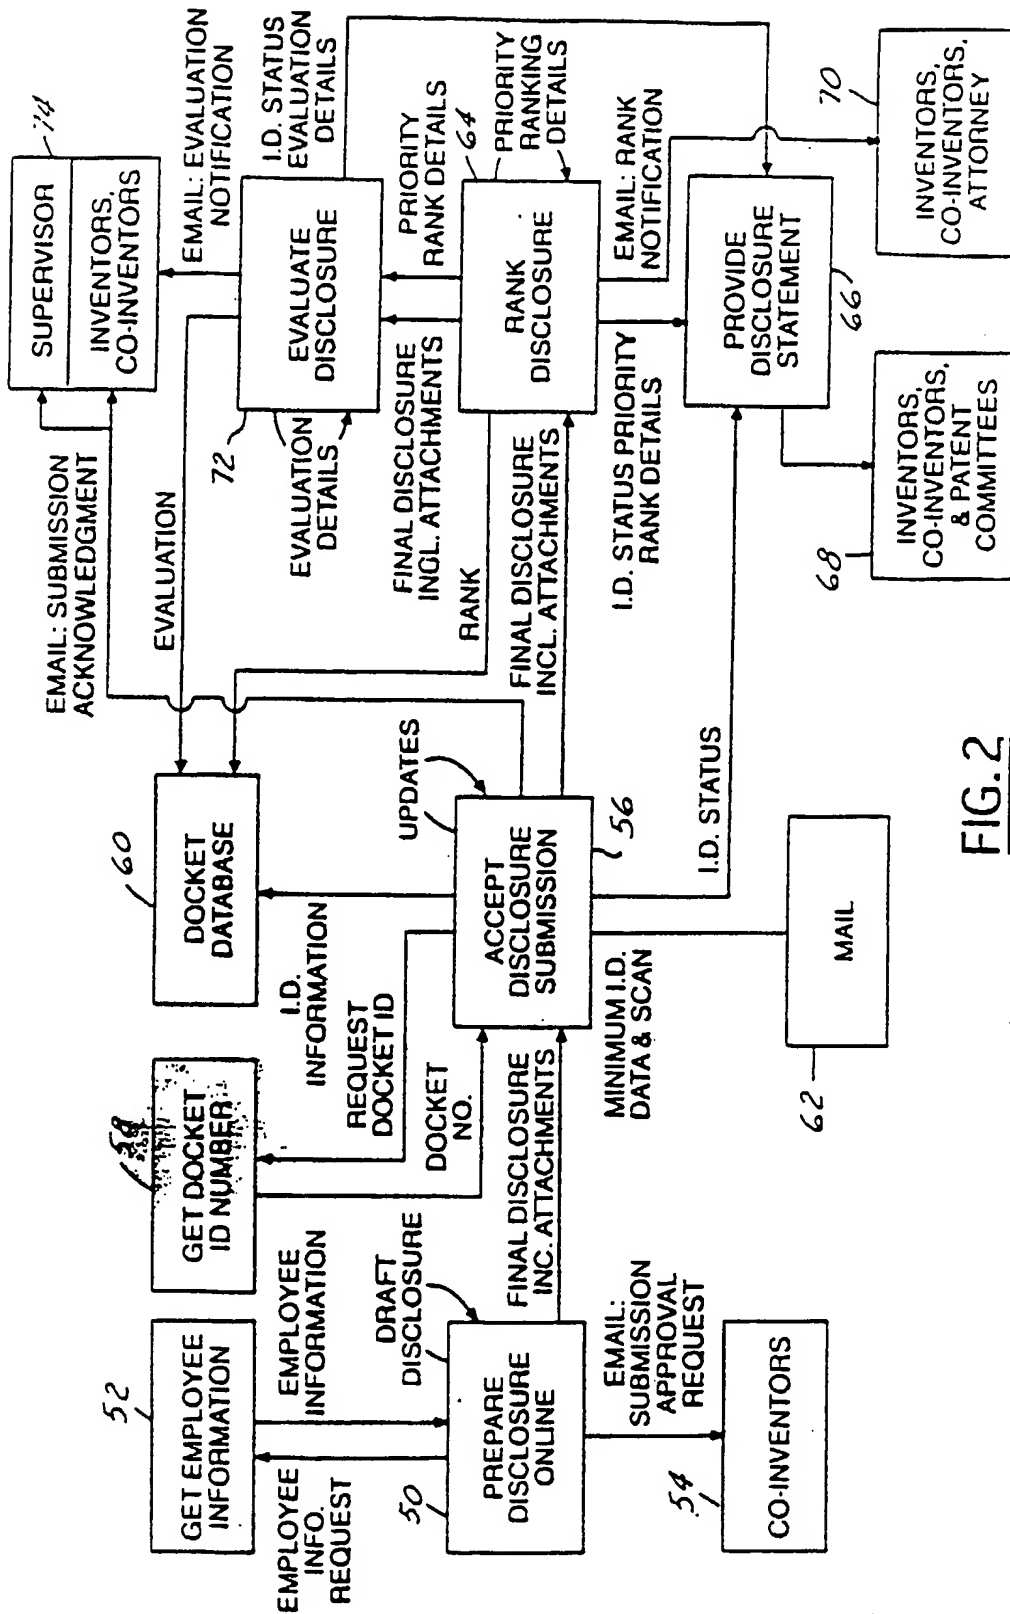 52
GET EMPLOYEE
INFORMATION
58
GET DOCKET
ID NUMBER
60
DOCKET
DATABASE
EMAIL: SUBMISSION
ACKNOWLEDGMENT
74
SUPERVISOR
INVENTORS,
CO-INVENTORS
EMPLOYEE
INFO.
REQUEST
EMPLOYEE
INFORMATION
REQUEST
DOCKET ID
DOCKET
NO.
I.D.
INFORMATION
EVALUATION
EMAIL: EVALUATION
NOTIFICATION
72
EVALUATE
DISCLOSURE
I.D. STATUS
EVALUATION
DETAILS
EVALUATION
DETAILS
FINAL DISCLOSURE
INCL. ATTACHMENTS
PRIORITY
RANK DETAILS
RANK
DRAFT
DISCLOSURE
50
PREPARE
DISCLOSURE
ONLINE
FINAL DISCLOSURE
INC. ATTACHMENTS
UPDATES
ACCEPT
DISCLOSURE
SUBMISSION
56
FINAL DISCLOSURE
INCL. ATTACHMENTS
64
RANK
DISCLOSURE
PRIORITY
RANKING
DETAILS
EMAIL:
SUBMISSION
APPROVAL
REQUEST
MINIMUM I.D.
DATA & SCAN
I.D. STATUS
I.D. STATUS PRIORITY
RANK DETAILS
EMAIL: RANK
NOTIFICATION
54
CO-INVENTORS
62
MAIL
PROVIDE
DISCLOSURE
STATEMENT
66
68
INVENTORS,
CO-INVENTORS,
& PATENT
COMMITTEES
70
INVENTORS,
CO-INVENTORS,
ATTORNEY
FIG. 2